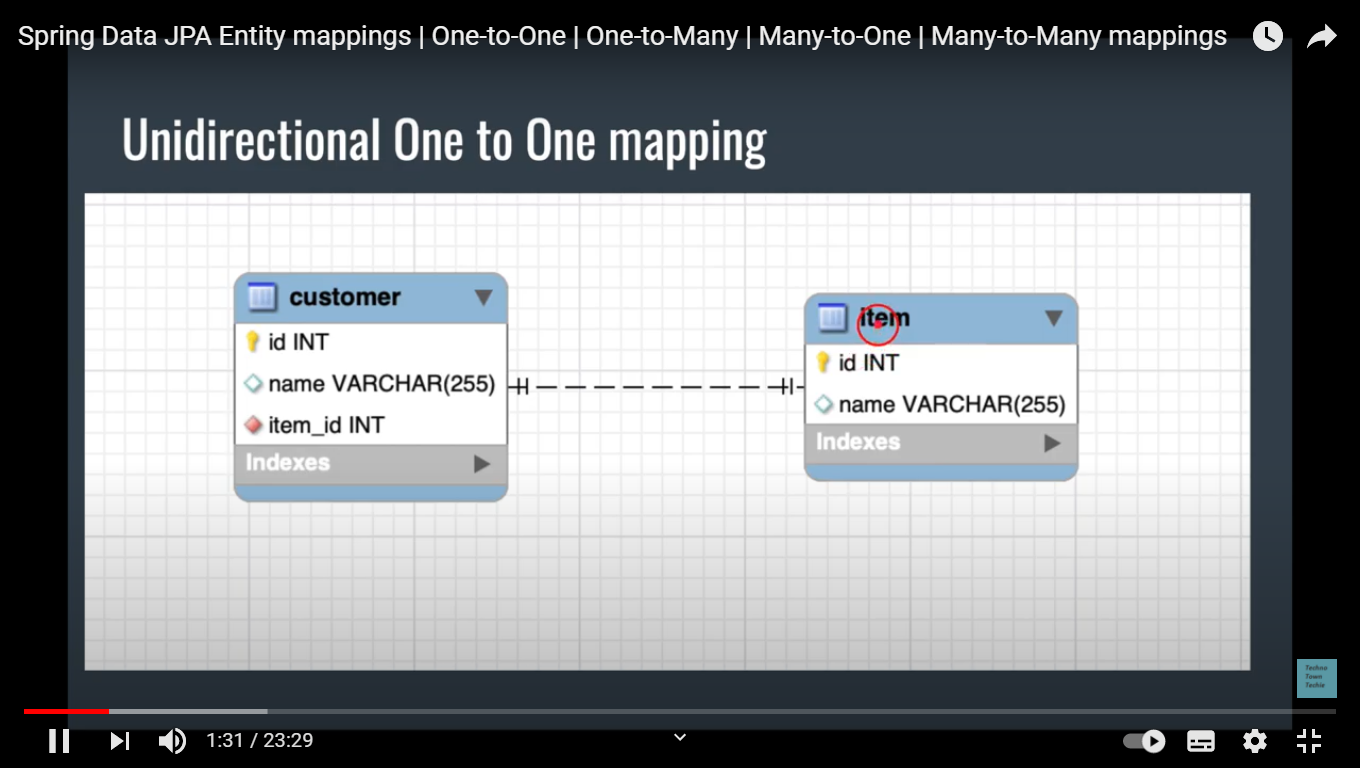 Spring Data JPA Entity mappings | One-to-One | One-to-Many | Many-to-One | Many-to-Many mappings
Unidirectional One to One mapping
customer
id INT
name VARCHAR(255)
item_id INT
Indexes
item
id INT
name VARCHAR(255)
Indexes
Techno
Town
Techie
1:31 / 23:29